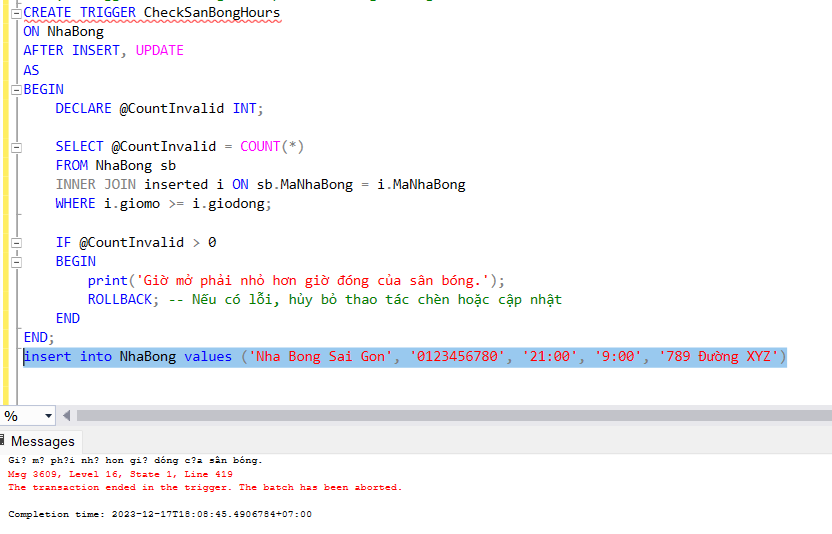 CREATE TRIGGER CheckSanBongHours
ON NhaBong
AFTER INSERT, UPDATE
AS
BEGIN
DECLARE @CountInvalid INT;
SELECT @CountInvalid = COUNT(*)
FROM NhaBong sb
INNER JOIN inserted i ON sb.MaNhaBong = i.MaNhaBong
WHERE i.giomo >= i.giodong;
IF @CountInvalid > 0
BEGIN
print('Giờ mở phải nhỏ hơn giờ đóng của sân bóng.');
ROLLBACK; -- Nếu có lỗi, hủy bỏ thao tác chèn hoặc cập nhật
END
END;
insert into NhaBong values ('Nha Bong Sai Gon', '0123456780', '21:00', '9:00', '789 Đường XYZ')
%
Messages
Gi? m? ph?i nh? hon gi? dóng c?a sân bóng.
Msg 3609, Level 16, State 1, Line 419
The transaction ended in the trigger. The batch has been aborted.
Completion time: 2023-12-17T18:08:45.4906784+07:00